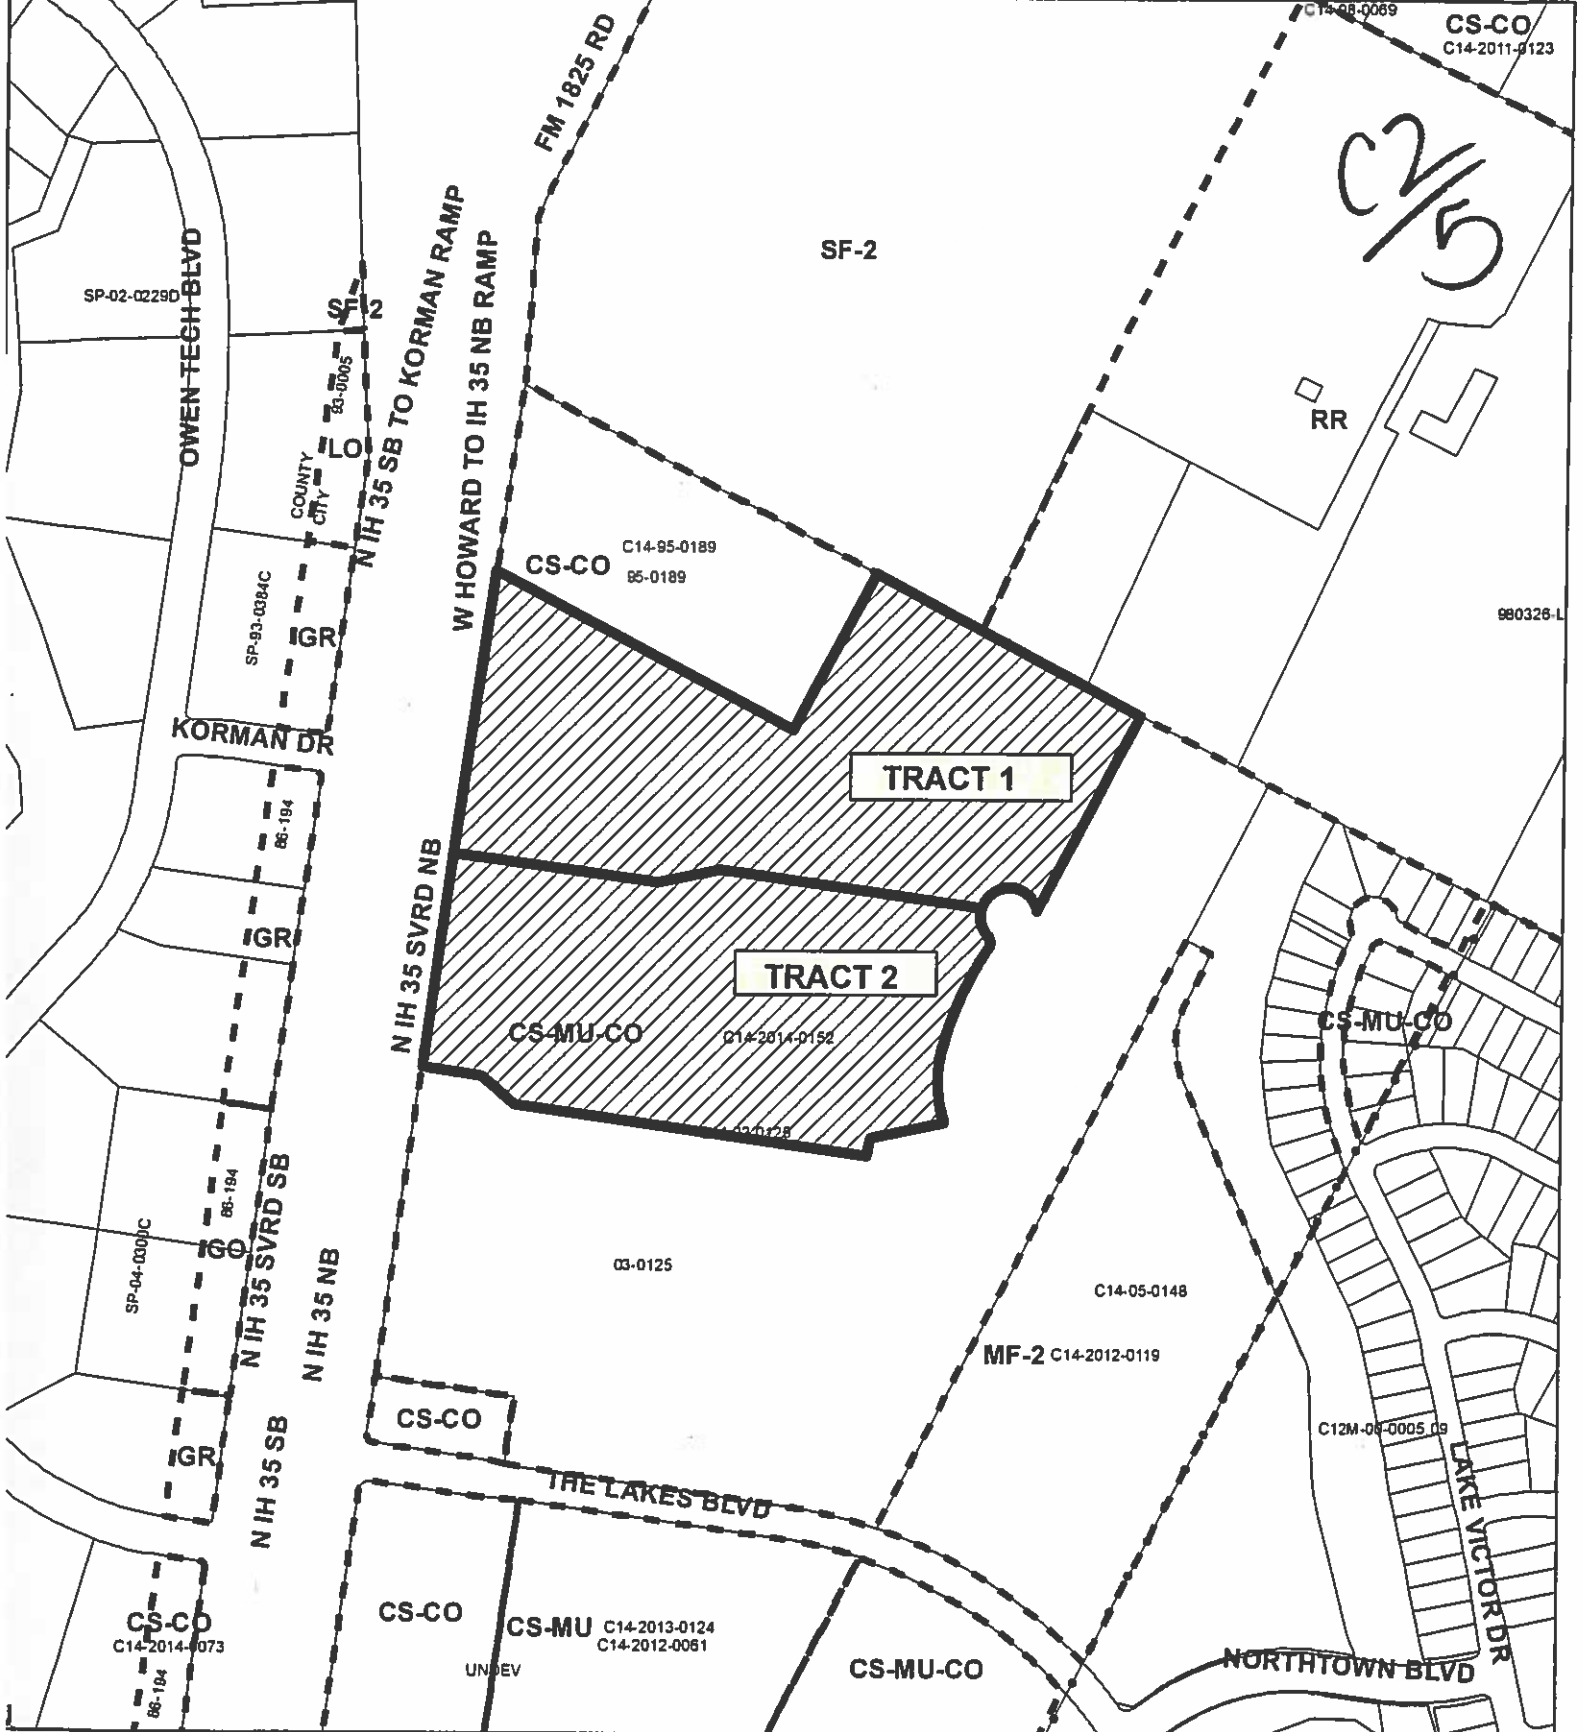 C14-98-0069
CS-CO
C14-2011-0123
C2/5
FM 1825 RD
SF-2
OWEN TECH BLVD
SP-02-0229D
SF-2
93-0005
LO
COUNTY
CITY
N IH 35 SB TO KORMAN RAMP
W HOWARD TO IH 35 NB RAMP
RR
CS-CO
C14-95-0189
95-0189
980326-L
SP-93-0384C
GR
KORMAN DR
TRACT 1
86-194
N IH 35 SVRD NB
GR
TRACT 2
CS-MU-CO
C14-2014-0152
CS-MU-CO
86-194
GO
SP-04-0300C
N IH 35 SVRD SB
N IH 35 NB
03-0125
C14-05-0148
MF-2 C14-2012-0119
CS-CO
C12M-06-0005.09
GR
N IH 35 SB
THE LAKES BLVD
LAKE VICTOR DR
CS-CO
C14-2014-0073
86-194
CS-CO
CS-MU C14-2013-0124
C14-2012-0061
UNDEV
CS-MU-CO
NORTHTOWN BLVD